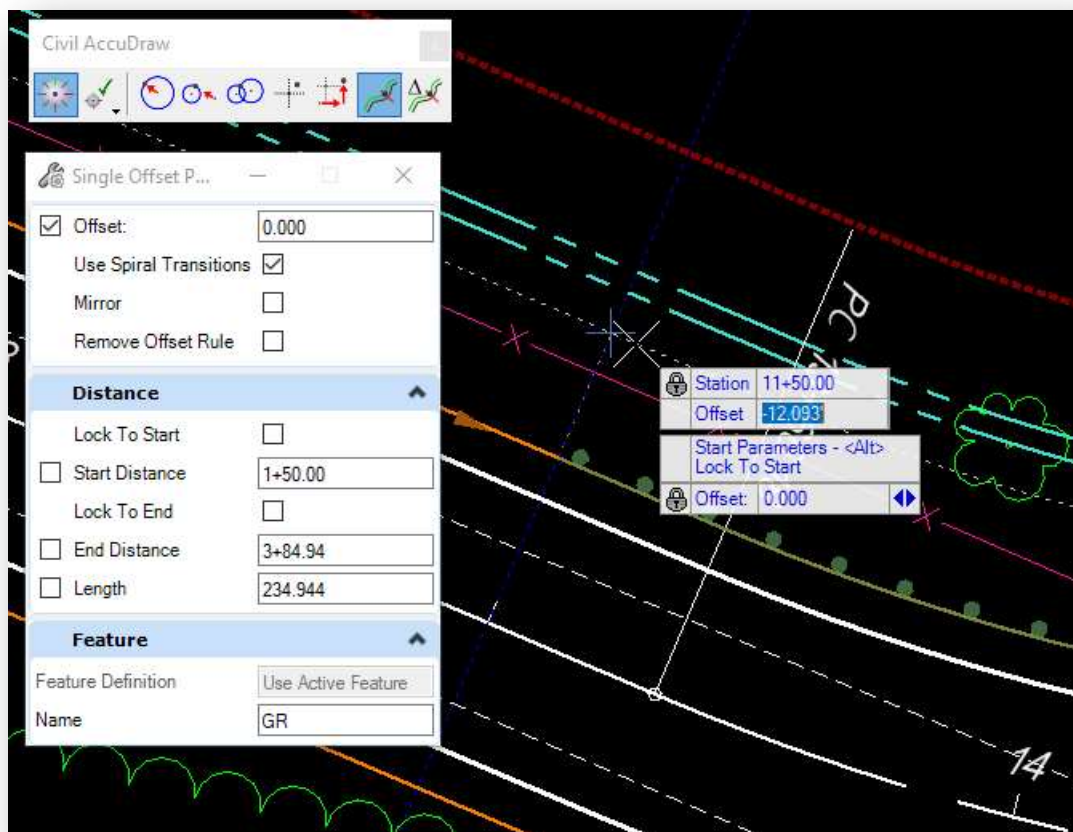 Civil AccuDraw
Single Offset P...
Offset: 0.000
Use Spiral Transitions
Mirror
Remove Offset Rule
Distance
Lock To Start
Start Distance 1+50.00
Lock To End
End Distance 3+84.94
Length 234.944
Feature
Feature Definition Use Active Feature
Name GR
PC
Station 11+50.00
Offset -12.093'
Start Parameters - <Alt>
Lock To Start
Offset: 0.000
14